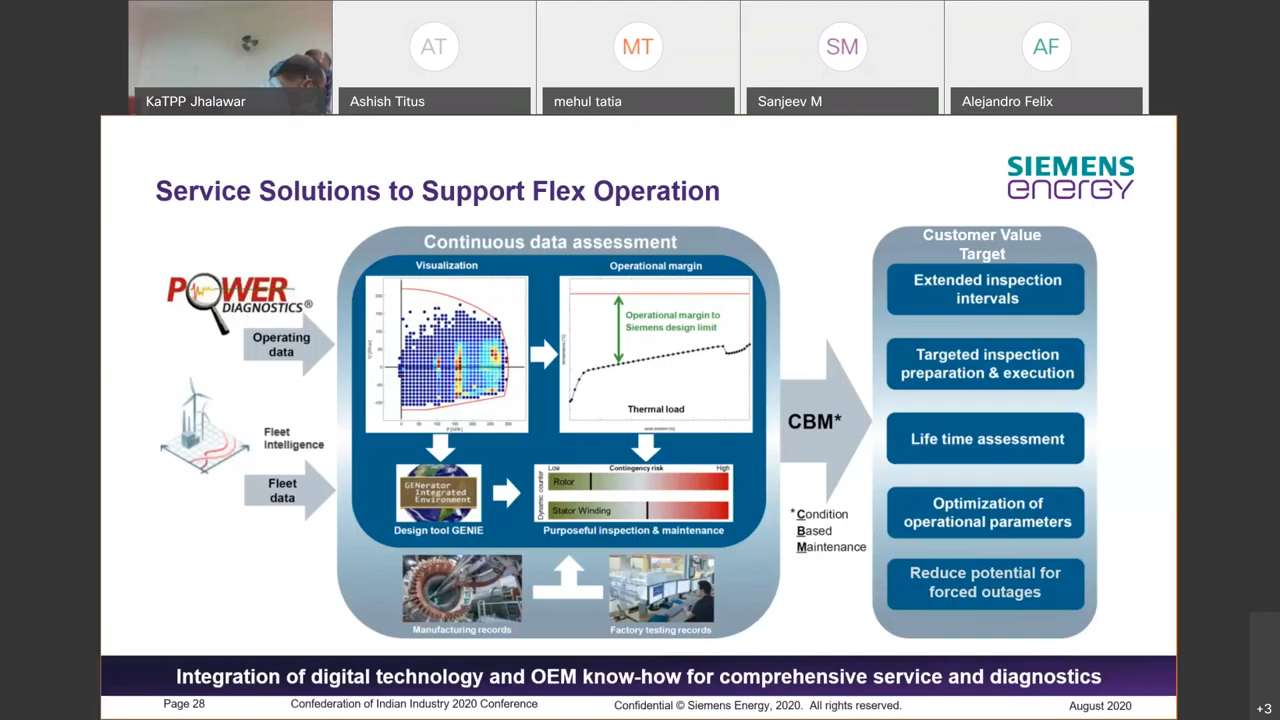 AT
MT
SM
AF
KaTPP Jhalawar
Ashish Titus
mehul tatia
Sanjeev M
Alejandro Felix
SIEMENS
energy
Service Solutions to Support Flex Operation
POWER
DIAGNOSTICS®
Operating
data
Fleet
Intelligence
Fleet
data
Continuous data assessment
Visualization
Operational margin
Operational margin to
Siemens design limit
Thermal load
GENerator
Integrated
Environment
Design tool GENIE
Dynamic counter
Low
Contingency risk
High
Rotor
Stator Winding
Purposeful inspection & maintenance
Manufacturing records
Factory testing records
CBM*
*Condition
Based
Maintenance
Customer Value
Target
Extended inspection
intervals
Targeted inspection
preparation & execution
Life time assessment
Optimization of
operational parameters
Reduce potential for
forced outages
Integration of digital technology and OEM know-how for comprehensive service and diagnostics
Page 28
Confederation of Indian Industry 2020 Conference
Confidential © Siemens Energy, 2020. All rights reserved.
August 2020
+3